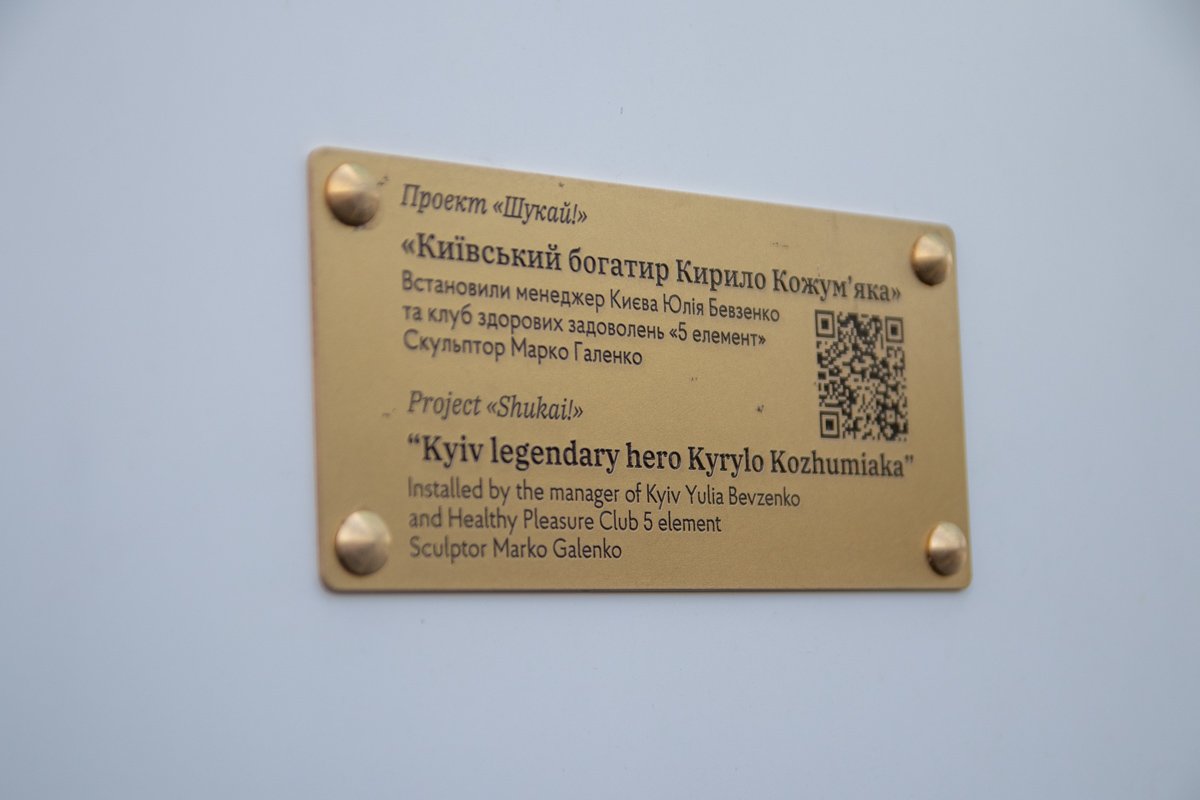 Проект «Шукай!»
«Київський богатир Кирило Кожум'яка»
Встановили менеджер Києва Юлія Бевзенко
та клуб здорових задоволень «5 елемент»
Скульптор Марко Галенко
Project «Shukai!»
“Kyiv legendary hero Kyrylo Kozhumiaka”
Installed by the manager of Kyiv Yulia Bevzenko
and Healthy Pleasure Club 5 element
Sculptor Marko Galenko